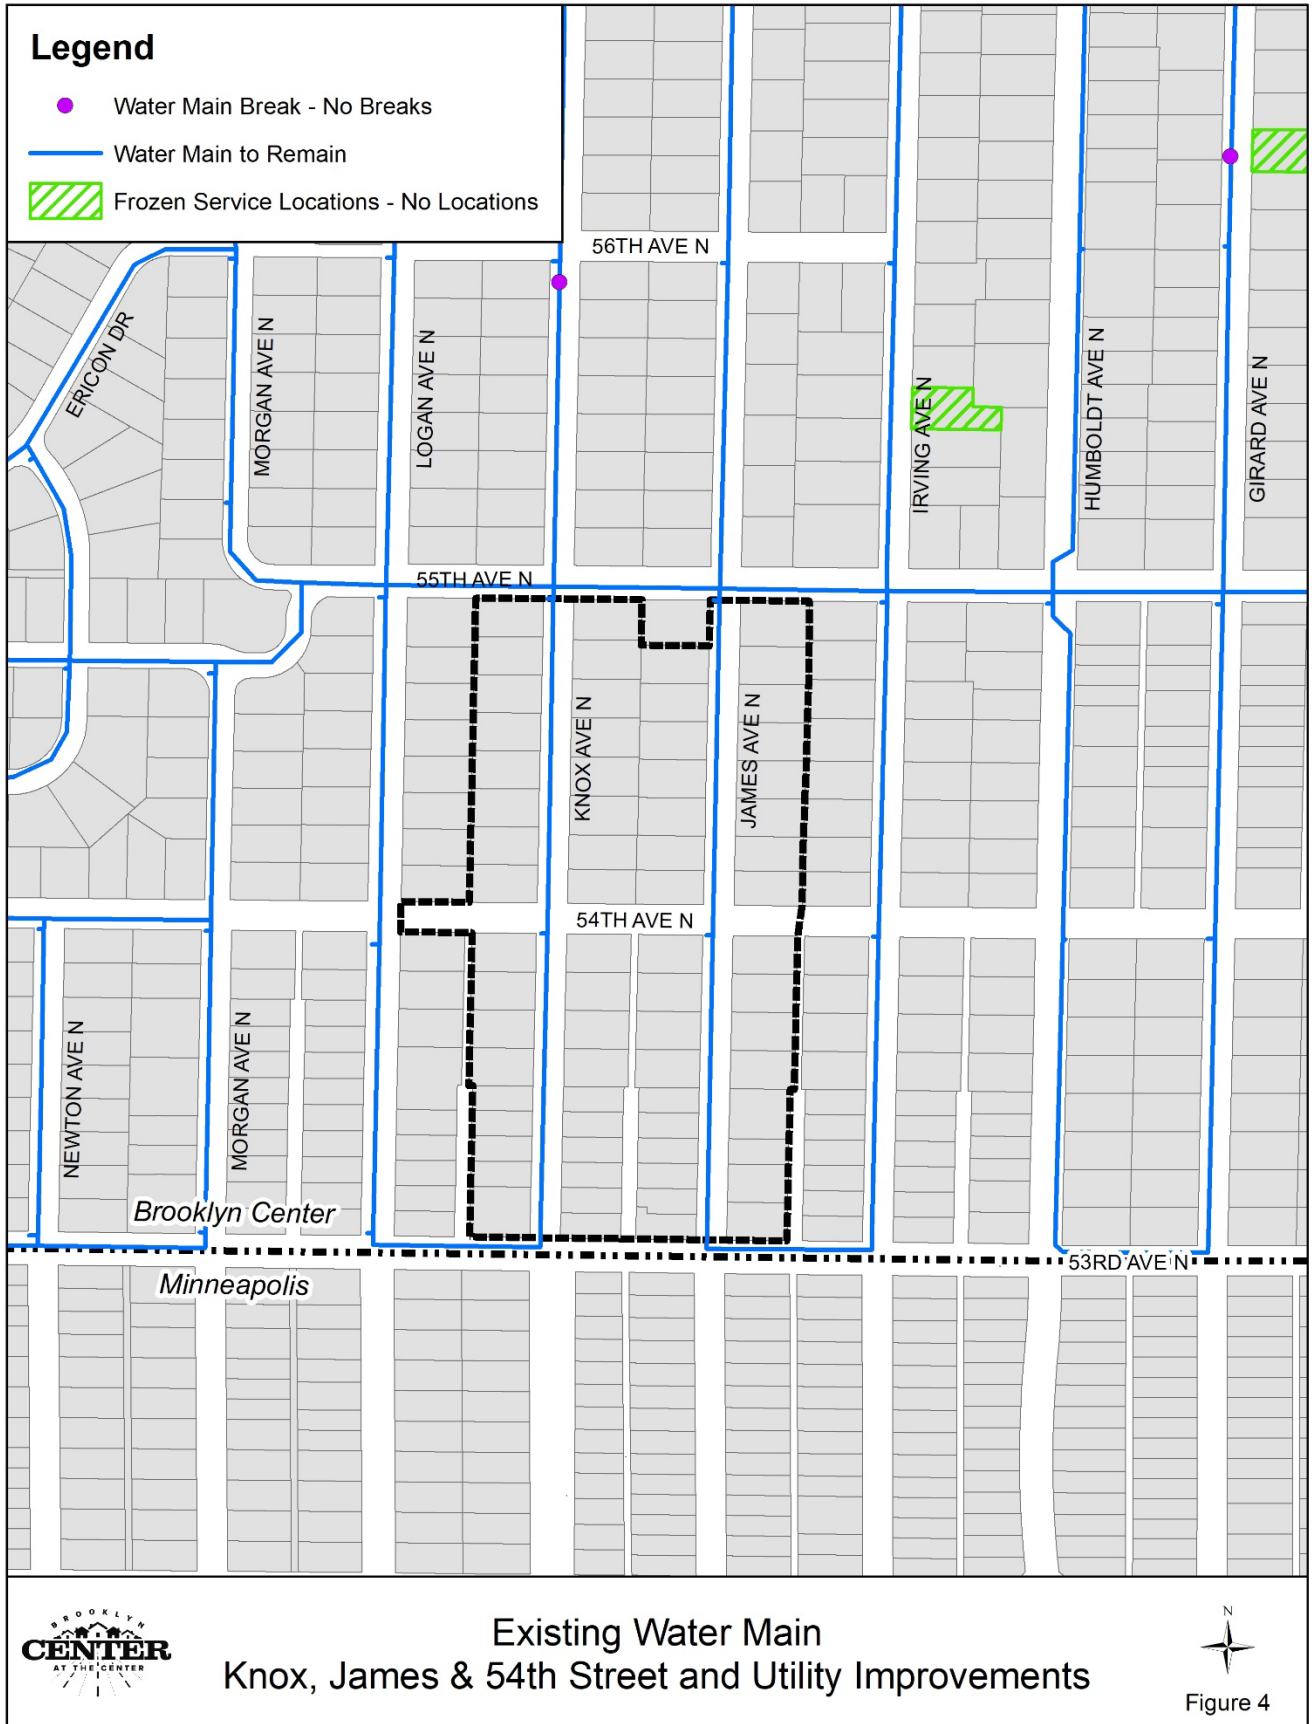 Legend
Water Main Break - No Breaks
Water Main to Remain
Frozen Service Locations - No Locations
56TH AVE N
ERICON DR
MORGAN AVE N
LOGAN AVE N
IRVING AVE N
HUMBOLDT AVE N
GIRARD AVE N
55TH AVE N
KNOX AVE N
JAMES AVE N
54TH AVE N
NEWTON AVE N
MORGAN AVE N
Brooklyn Center
53RD AVE N
Minneapolis
BROOKLYN
CENTER
AT THE CENTER
Existing Water Main
Knox, James & 54th Street and Utility Improvements
N
Figure 4